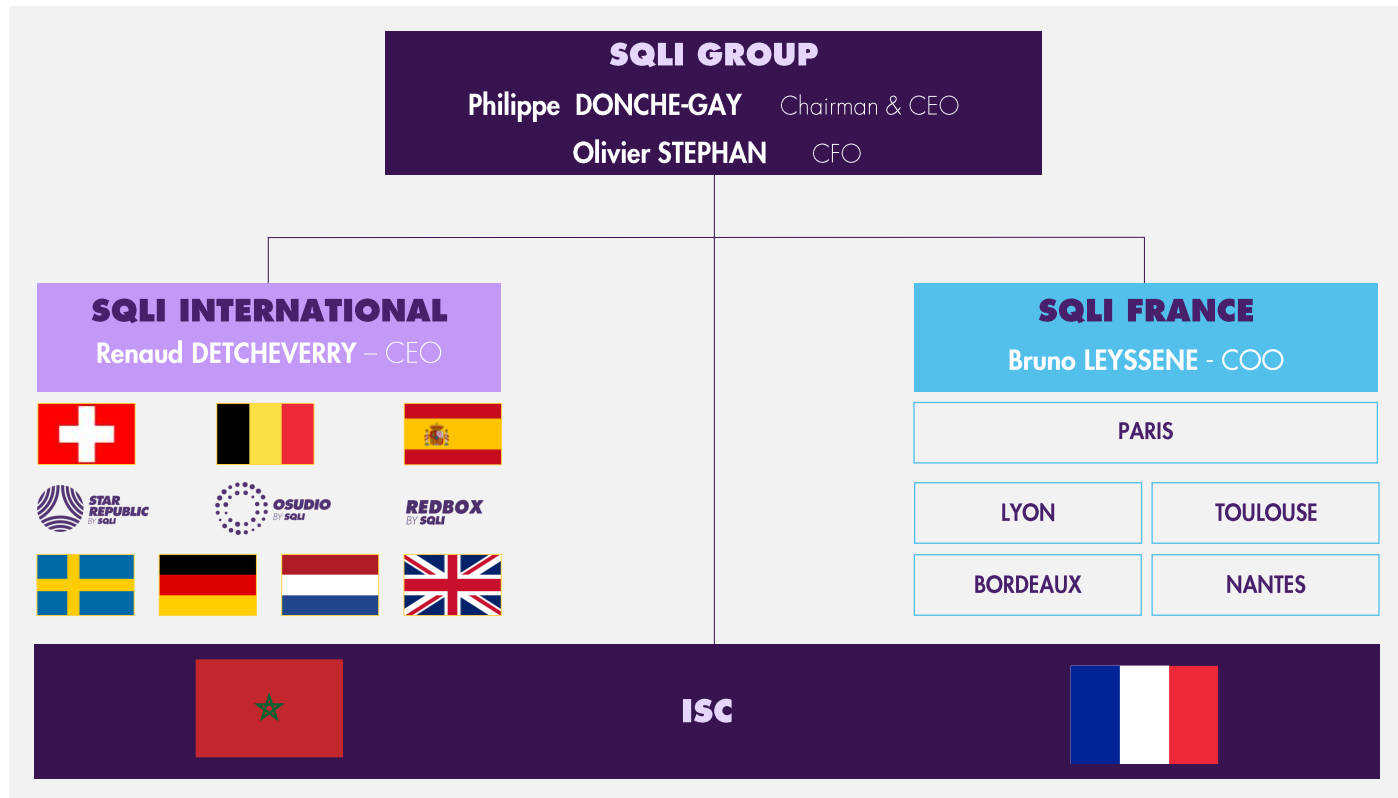 SQLI GROUP
Philippe DONCHE-GAY Chairman & CEO
Olivier STEPHAN CFO
SQLI INTERNATIONAL
Renaud DETCHEVERRY – CEO
STAR
REPUBLIC
BY SQLI
OSUDIO
BY SQLI
REDBOX
BY SQLI
SQLI FRANCE
Bruno LEYSSENE - COO
PARIS
LYON
TOULOUSE
BORDEAUX
NANTES
ISC